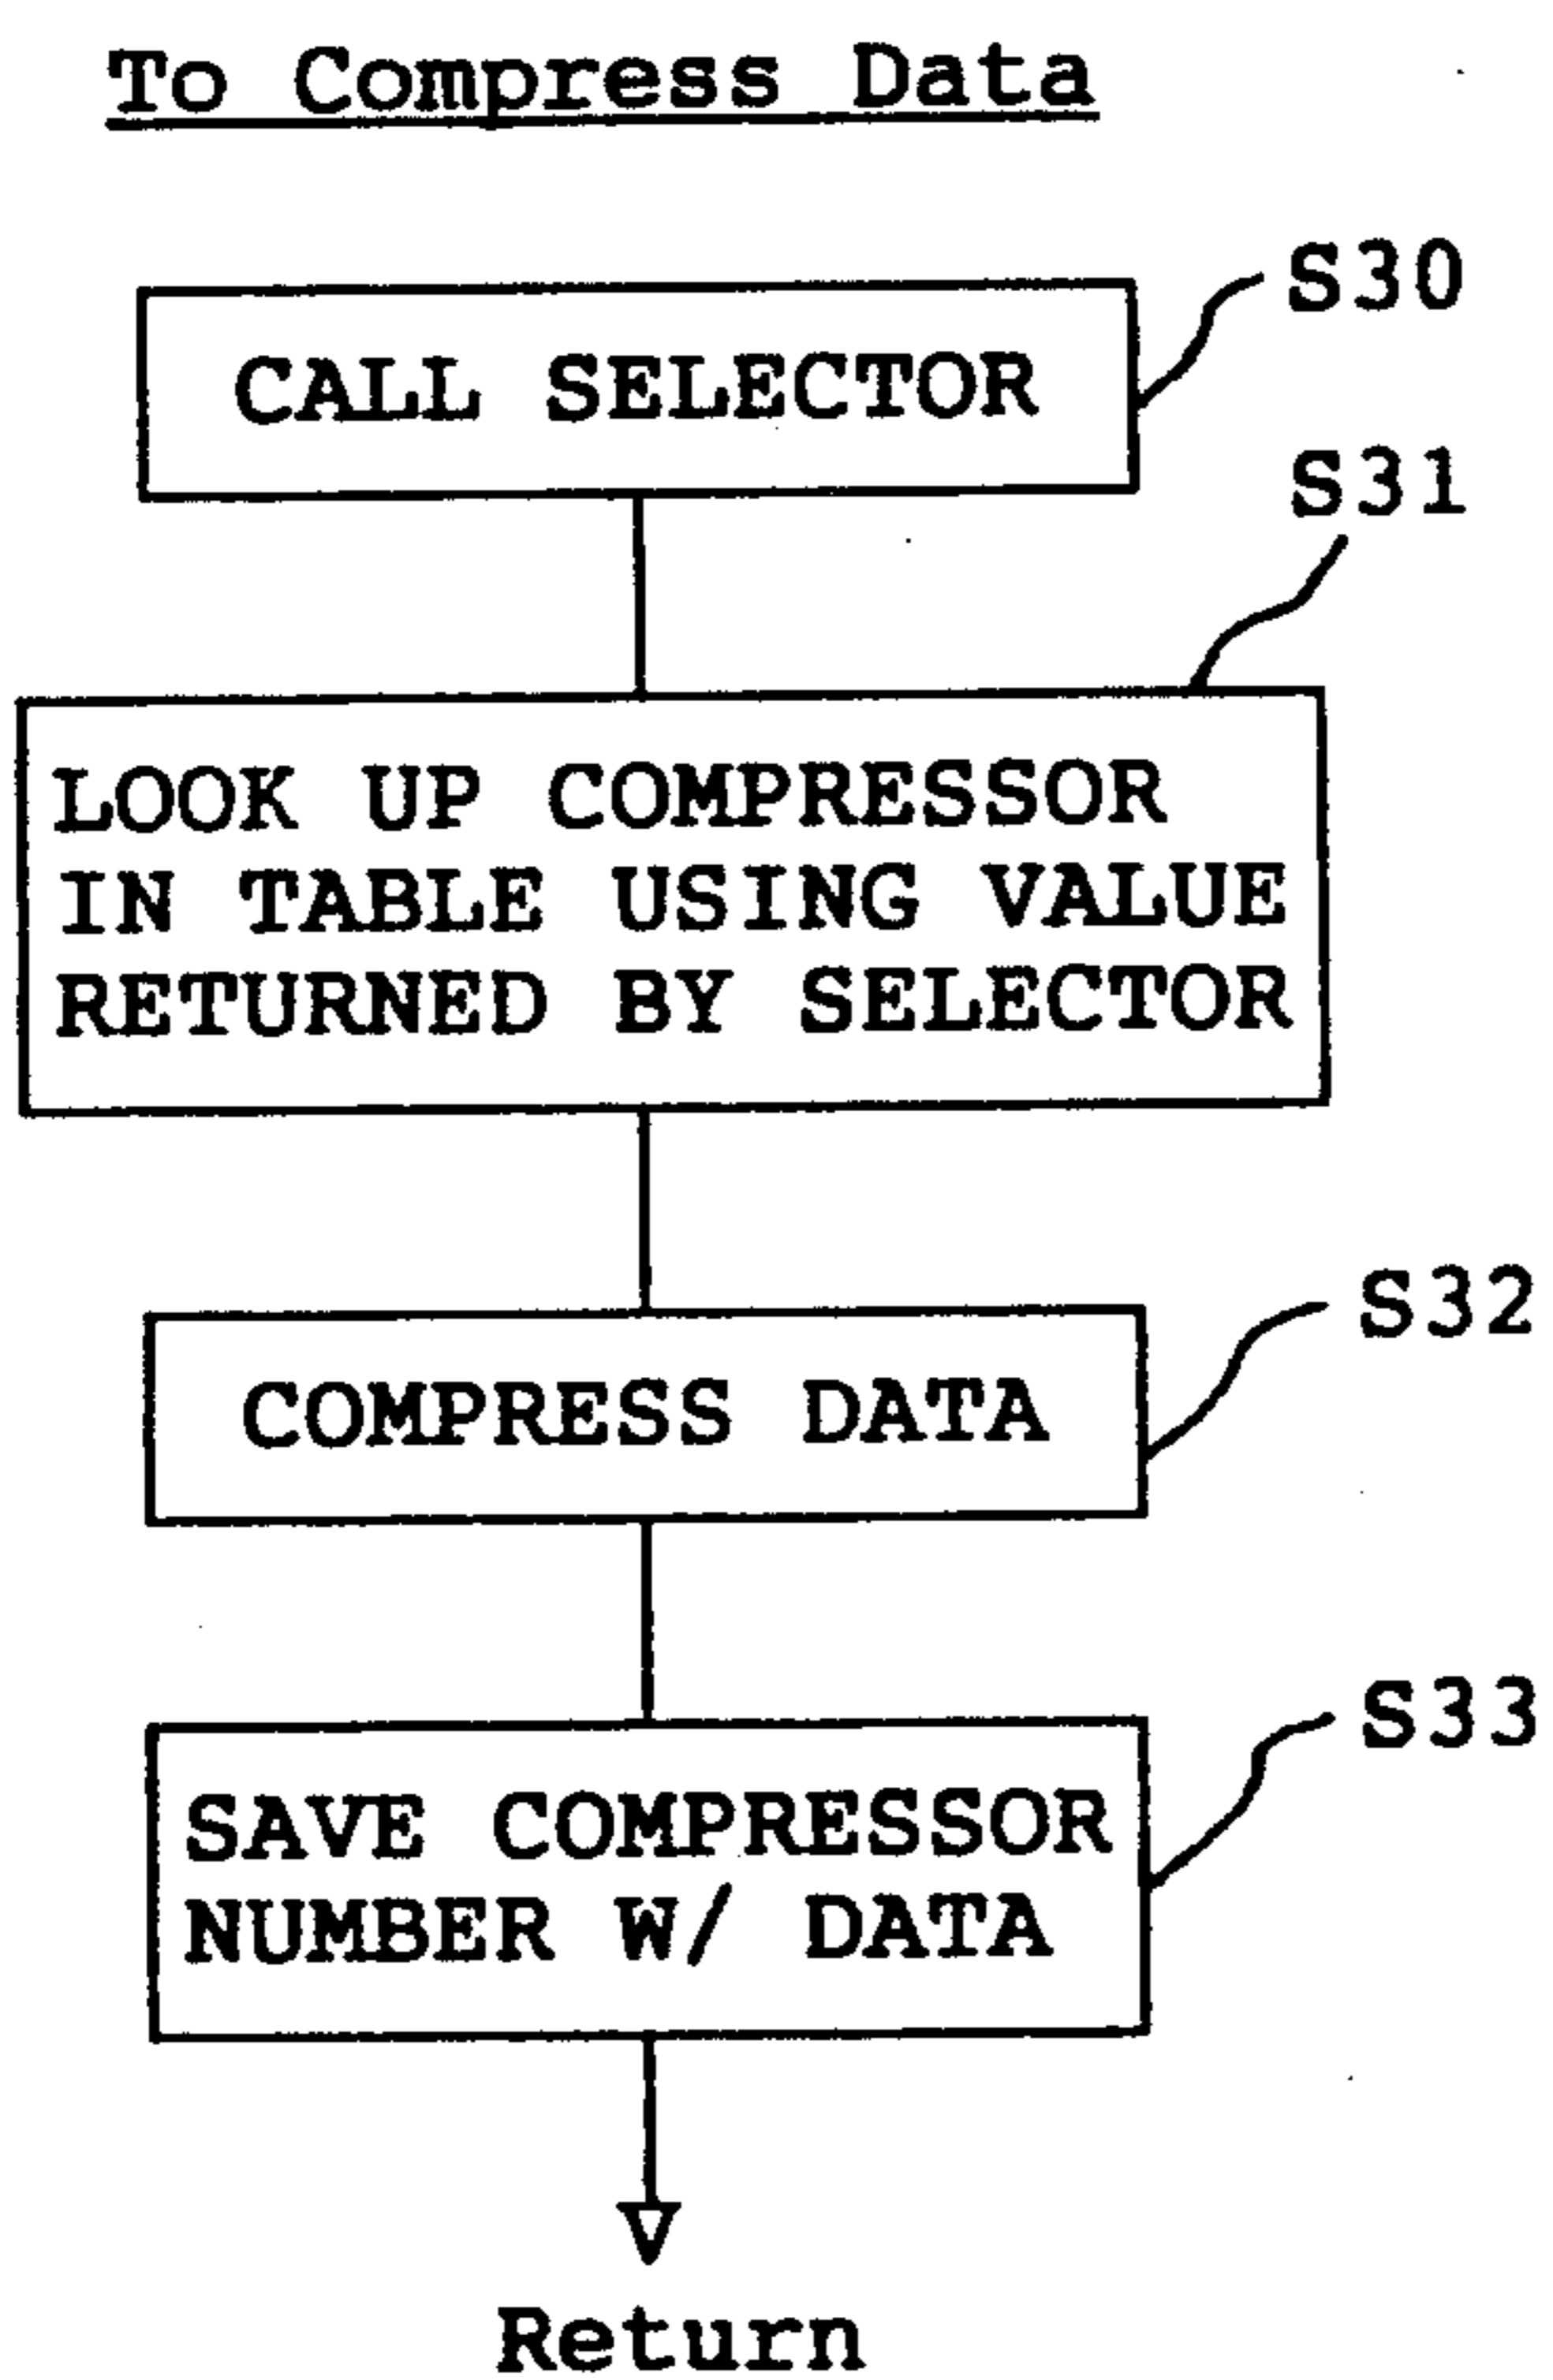 To Compress Data
S30
CALL SELECTOR
S31
LOOK UP COMPRESSOR
IN TABLE USING VALUE
RETURNED BY SELECTOR
S32
COMPRESS DATA
S33
SAVE COMPRESSOR
NUMBER W/ DATA
Return